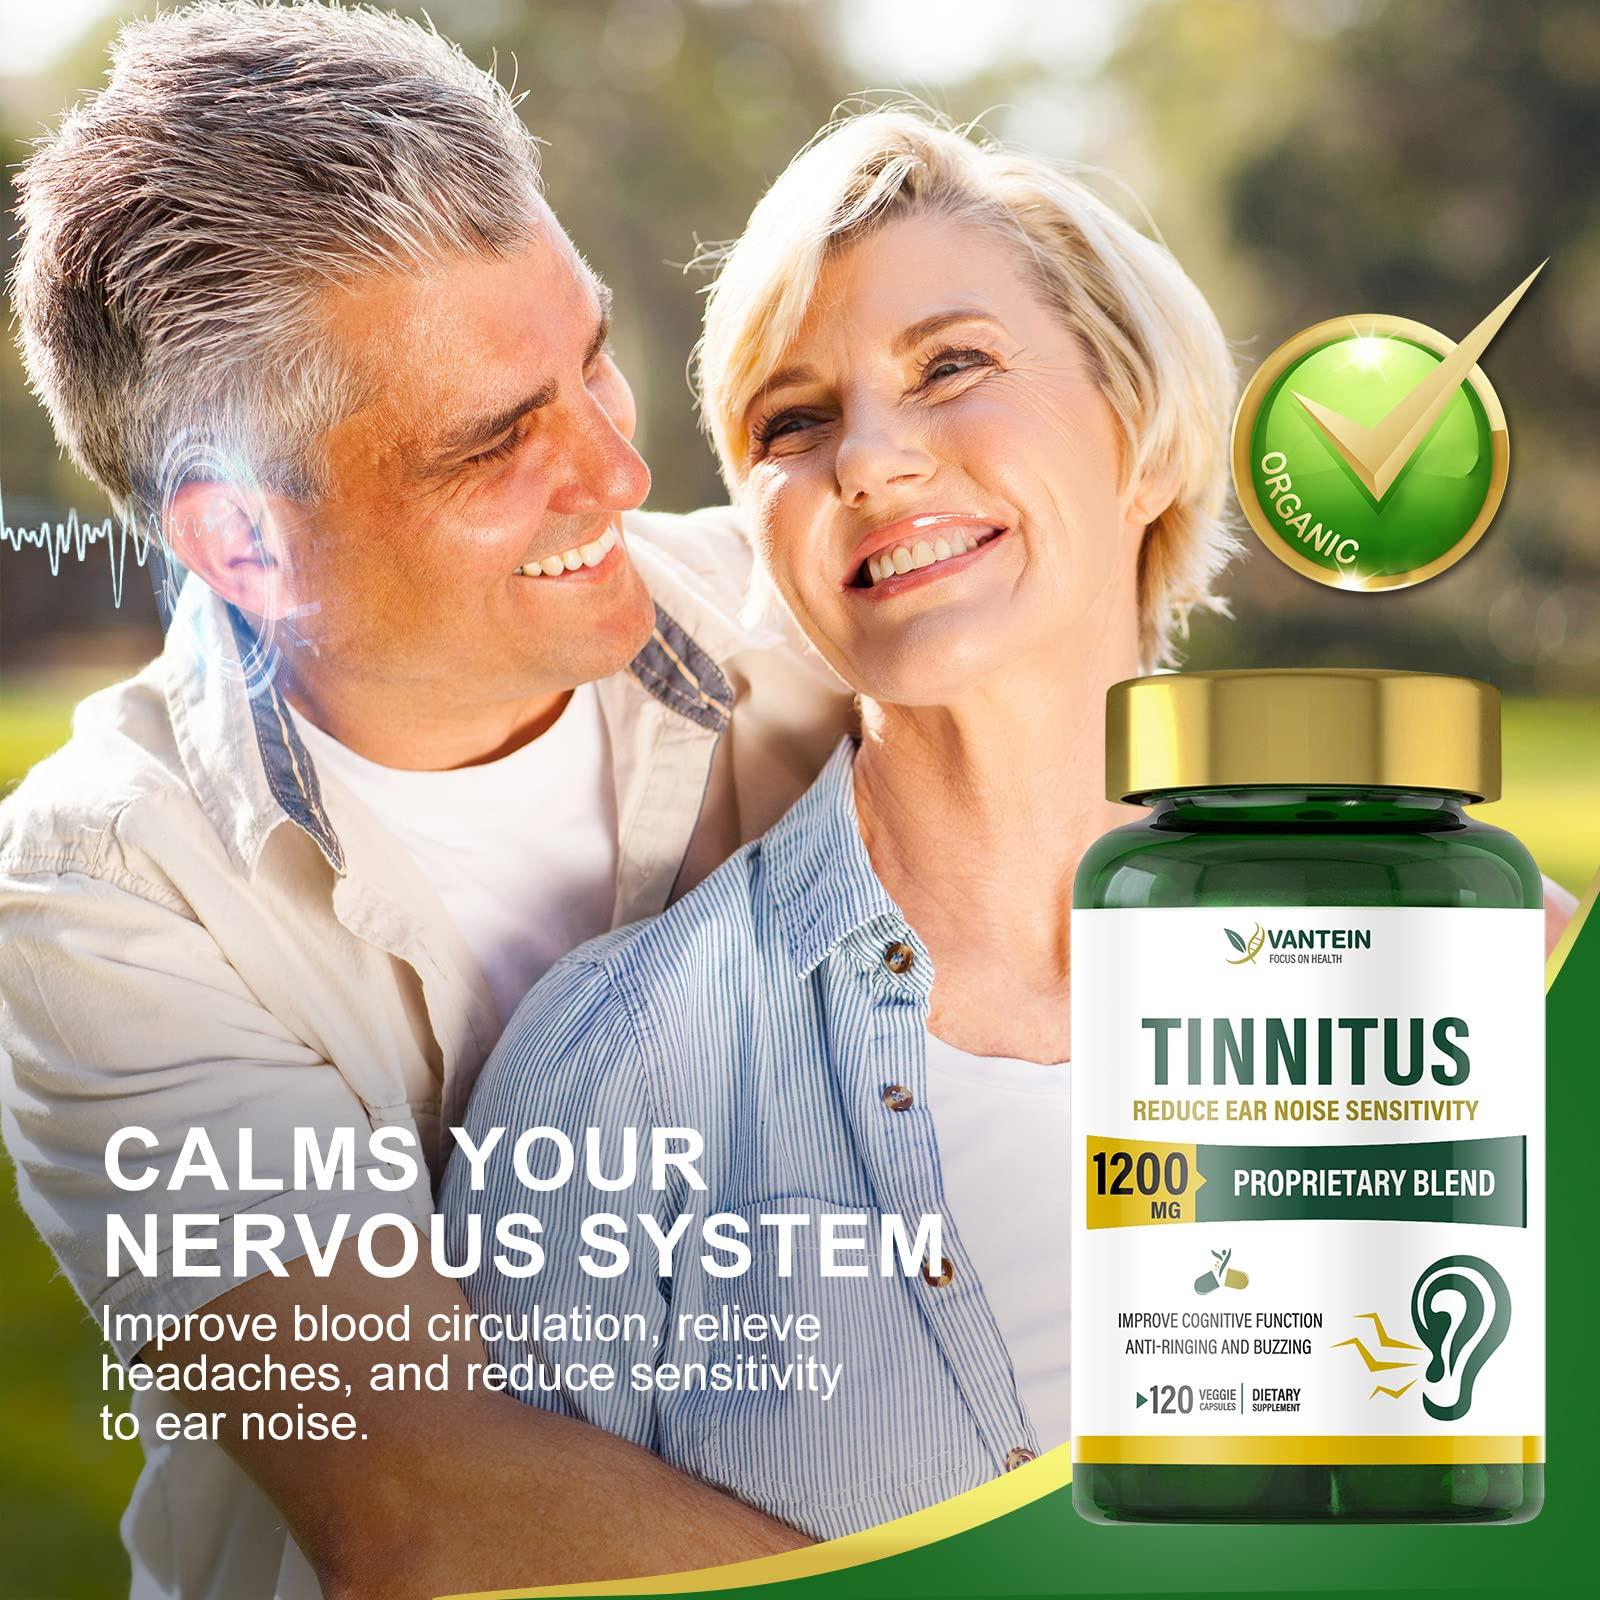 ORGANIC
VANTEIN
FOCUS ON HEALTH
TINNITUS
REDUCE EAR NOISE SENSITIVITY
1200
MG
PROPRIETARY BLEND
IMPROVE COGNITIVE FUNCTION
ANTI-RINGING AND BUZZING
120 VEGGIE
CAPSULES
DIETARY
SUPPLEMENT
CALMS YOUR
NERVOUS SYSTEM
Improve blood circulation, relieve
headaches, and reduce sensitivity
to ear noise.